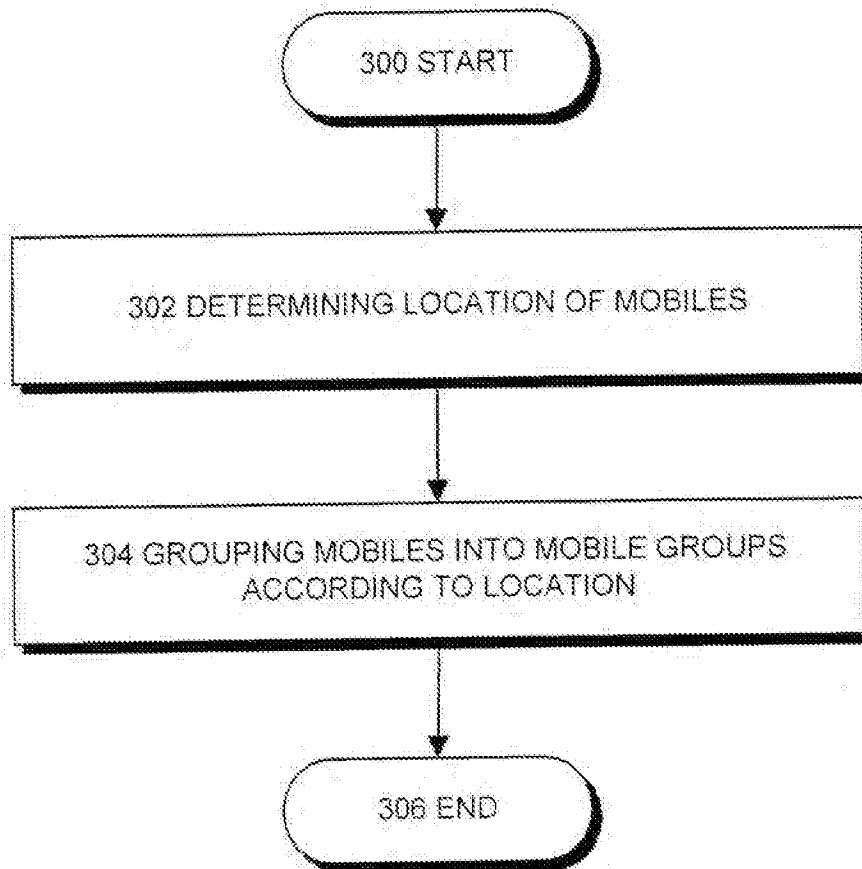 300 START
302 DETERMINING LOCATION OF MOBILES
304 GROUPING MOBILES INTO MOBILE GROUPS
ACCORDING TO LOCATION
306 END